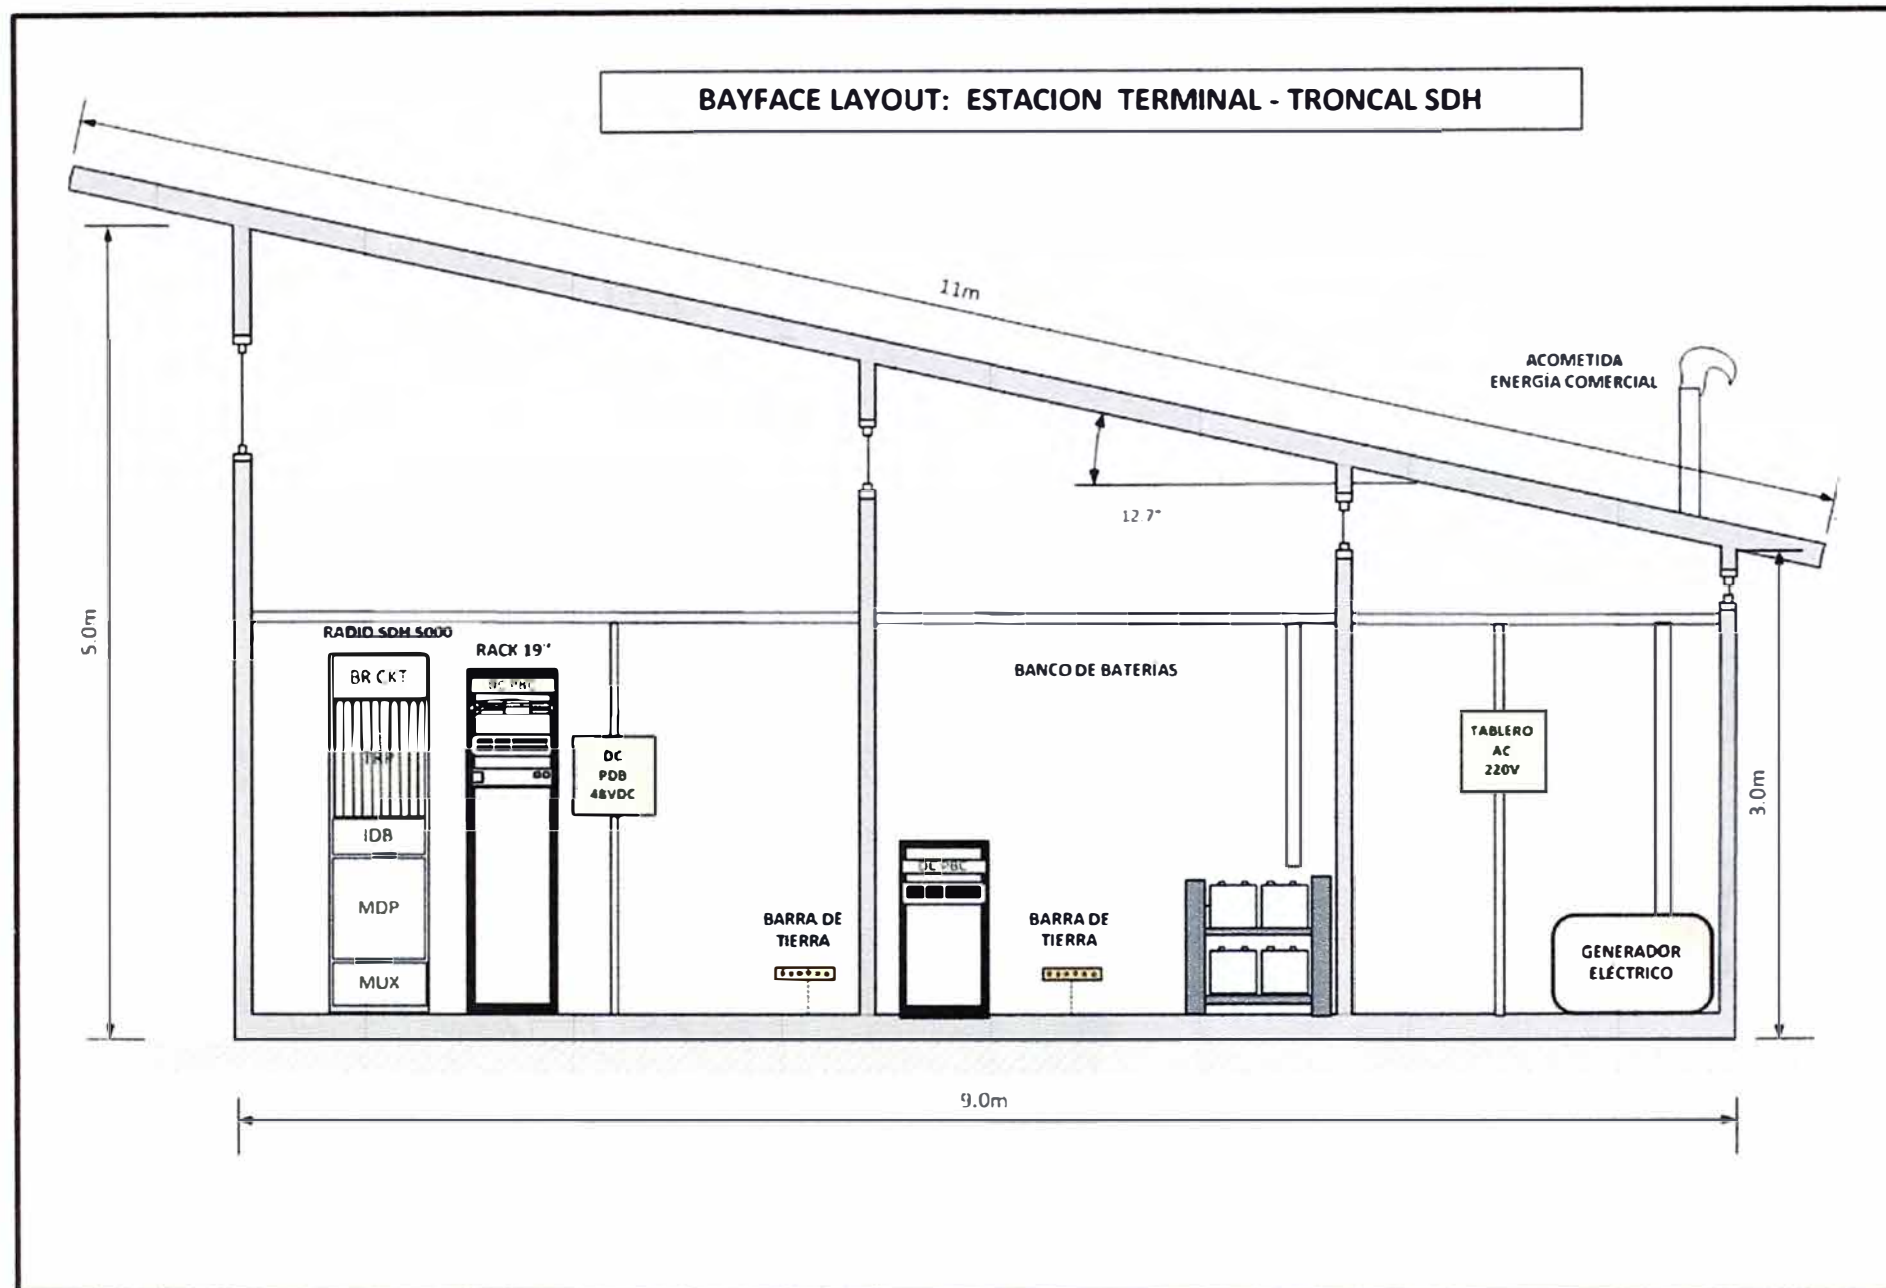 BAYFACE LAYOUT: ESTACION TERMINAL - TRONCAL SDH
11m
ACOMETIDA
ENERGÍA COMERCIAL
12.7°
5.0m
3.0m
RADIO SDH 5000
BR CKT
TRP
IDB
MDP
MUX
RACK 19"
DC
PDB
48VDC
BARRA DE
TIERRA
BANCO DE BATERIAS
DC PBC
BARRA DE
TIERRA
TABLERO
AC
220V
GENERADOR
ELÉCTRICO
9.0m